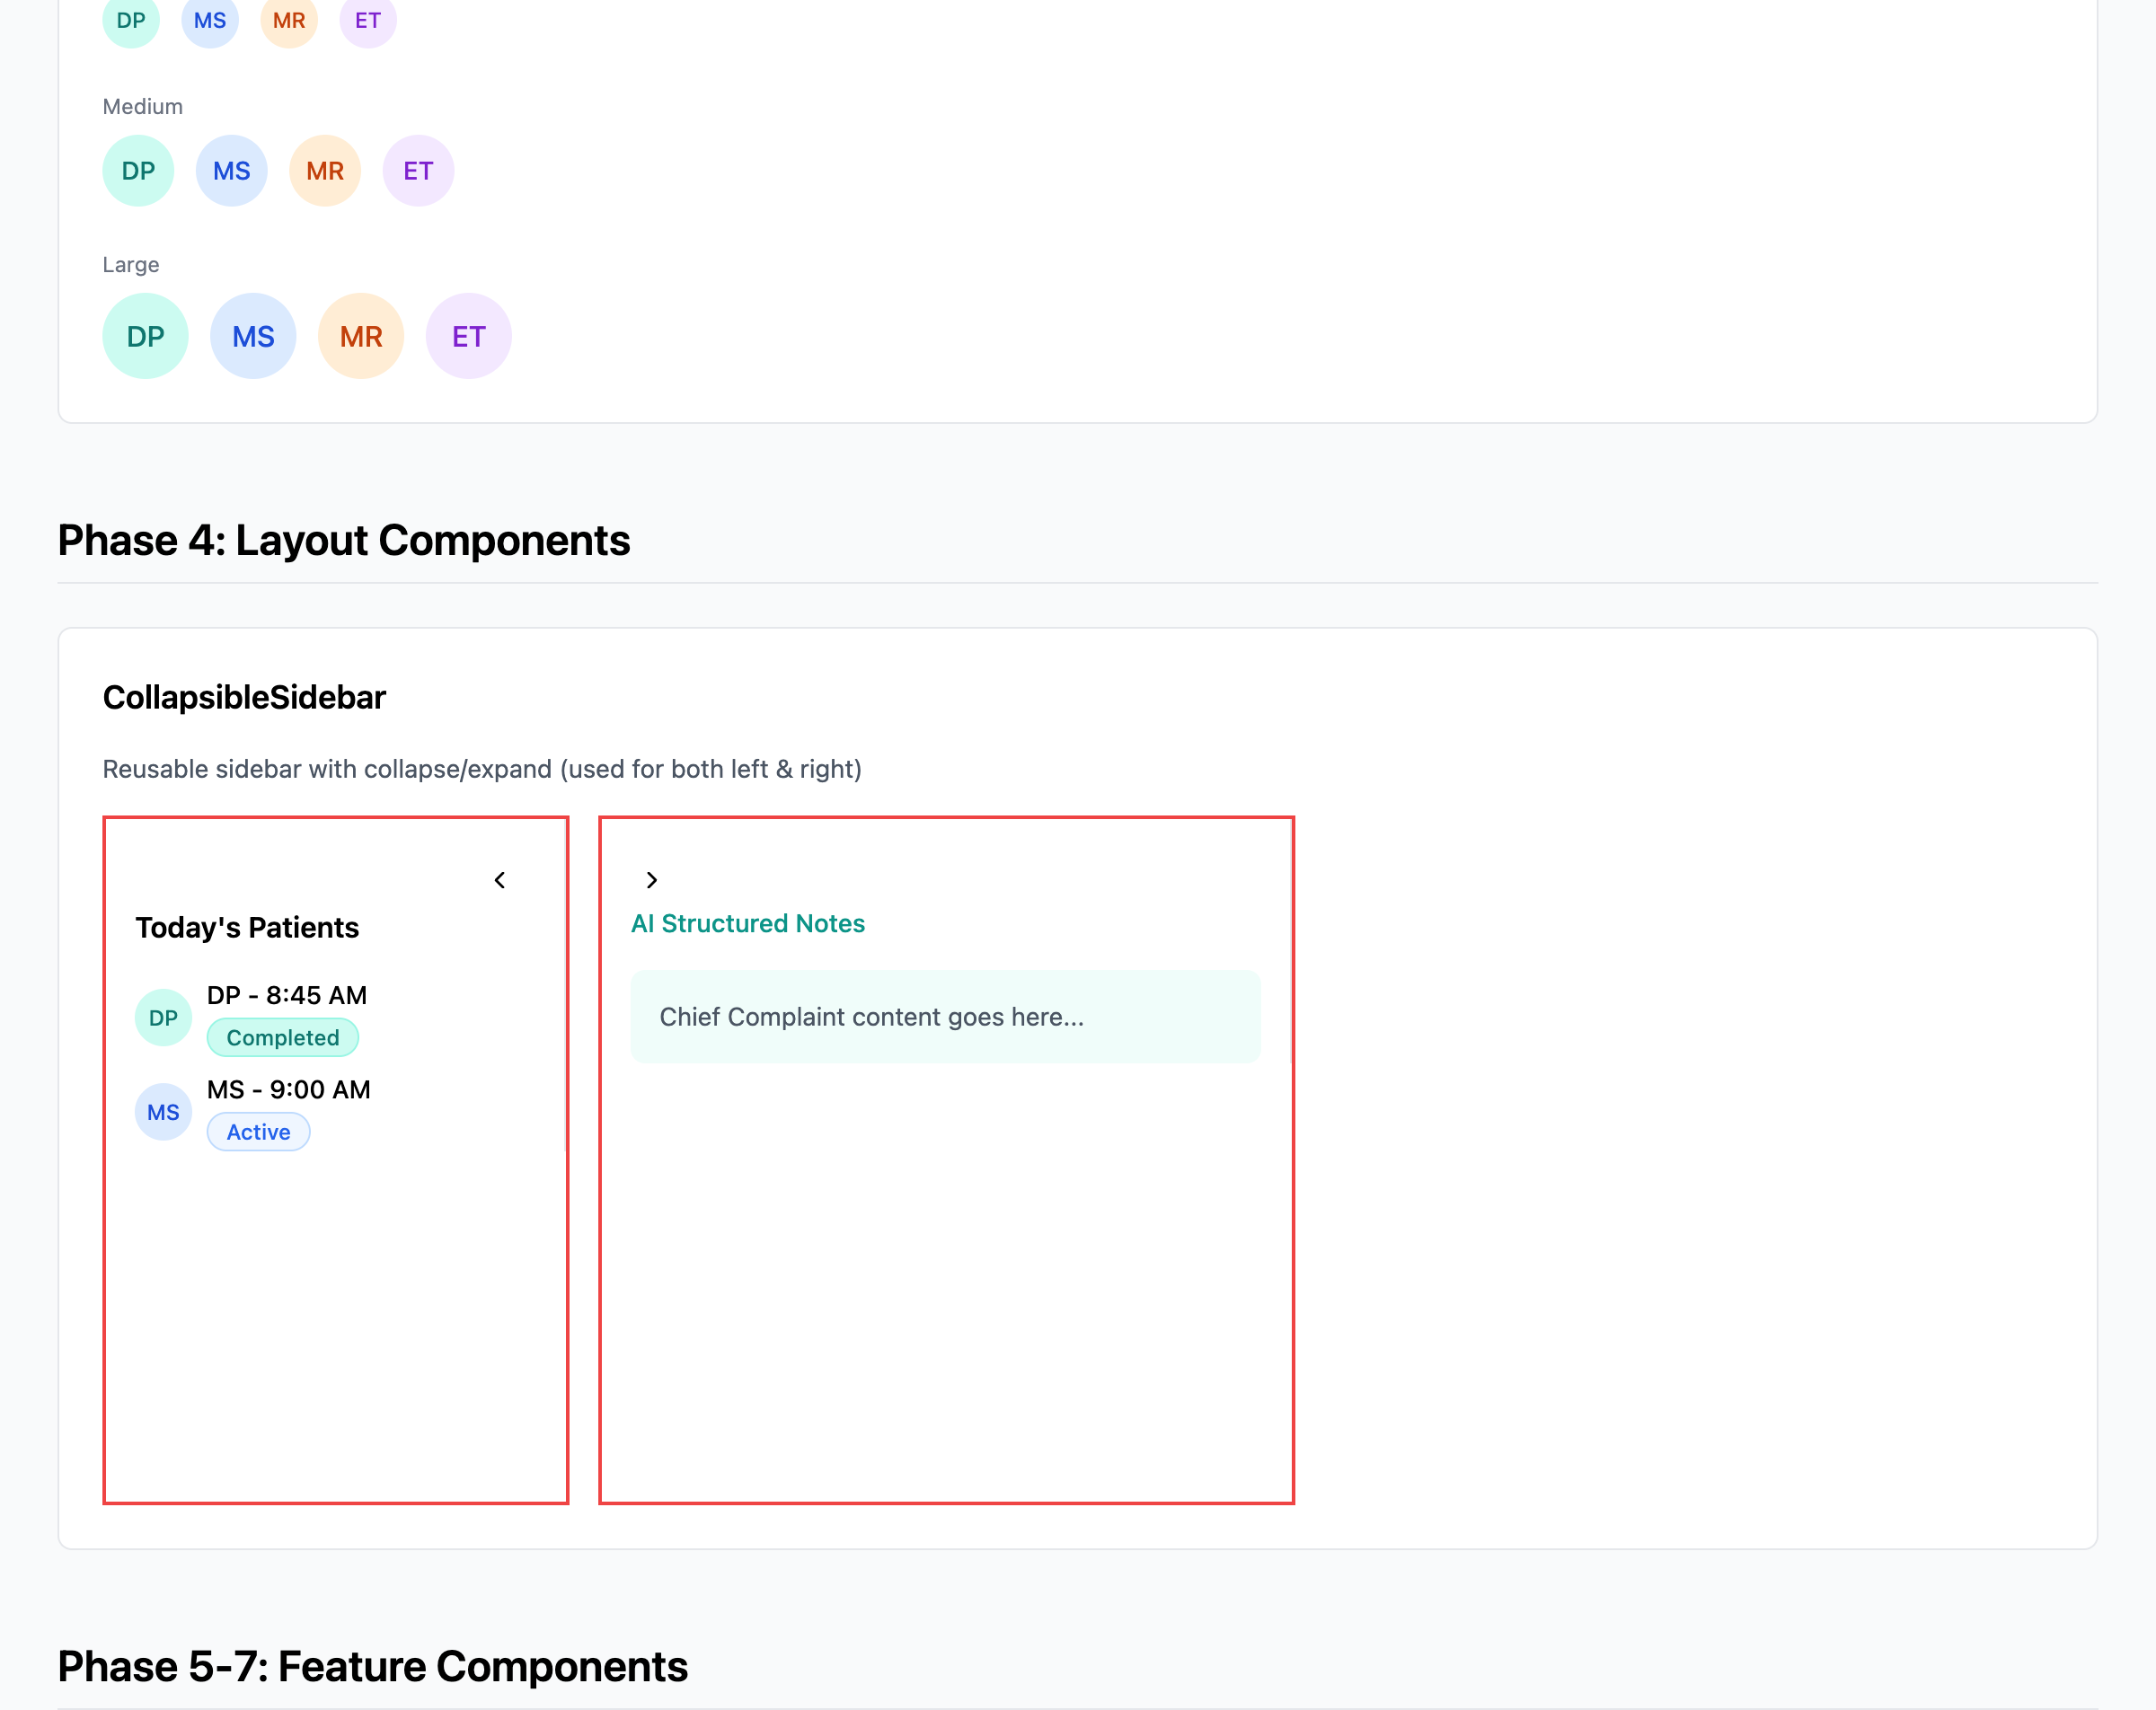 DP MS MR ET
Medium
DP MS MR ET
Large
DP MS MR ET
Phase 4: Layout Components
CollapsibleSidebar
Reusable sidebar with collapse/expand (used for both left & right)
Today's Patients
DP
DP - 8:45 AM
Completed
MS
MS - 9:00 AM
Active
AI Structured Notes
Chief Complaint content goes here...
Phase 5-7: Feature Components